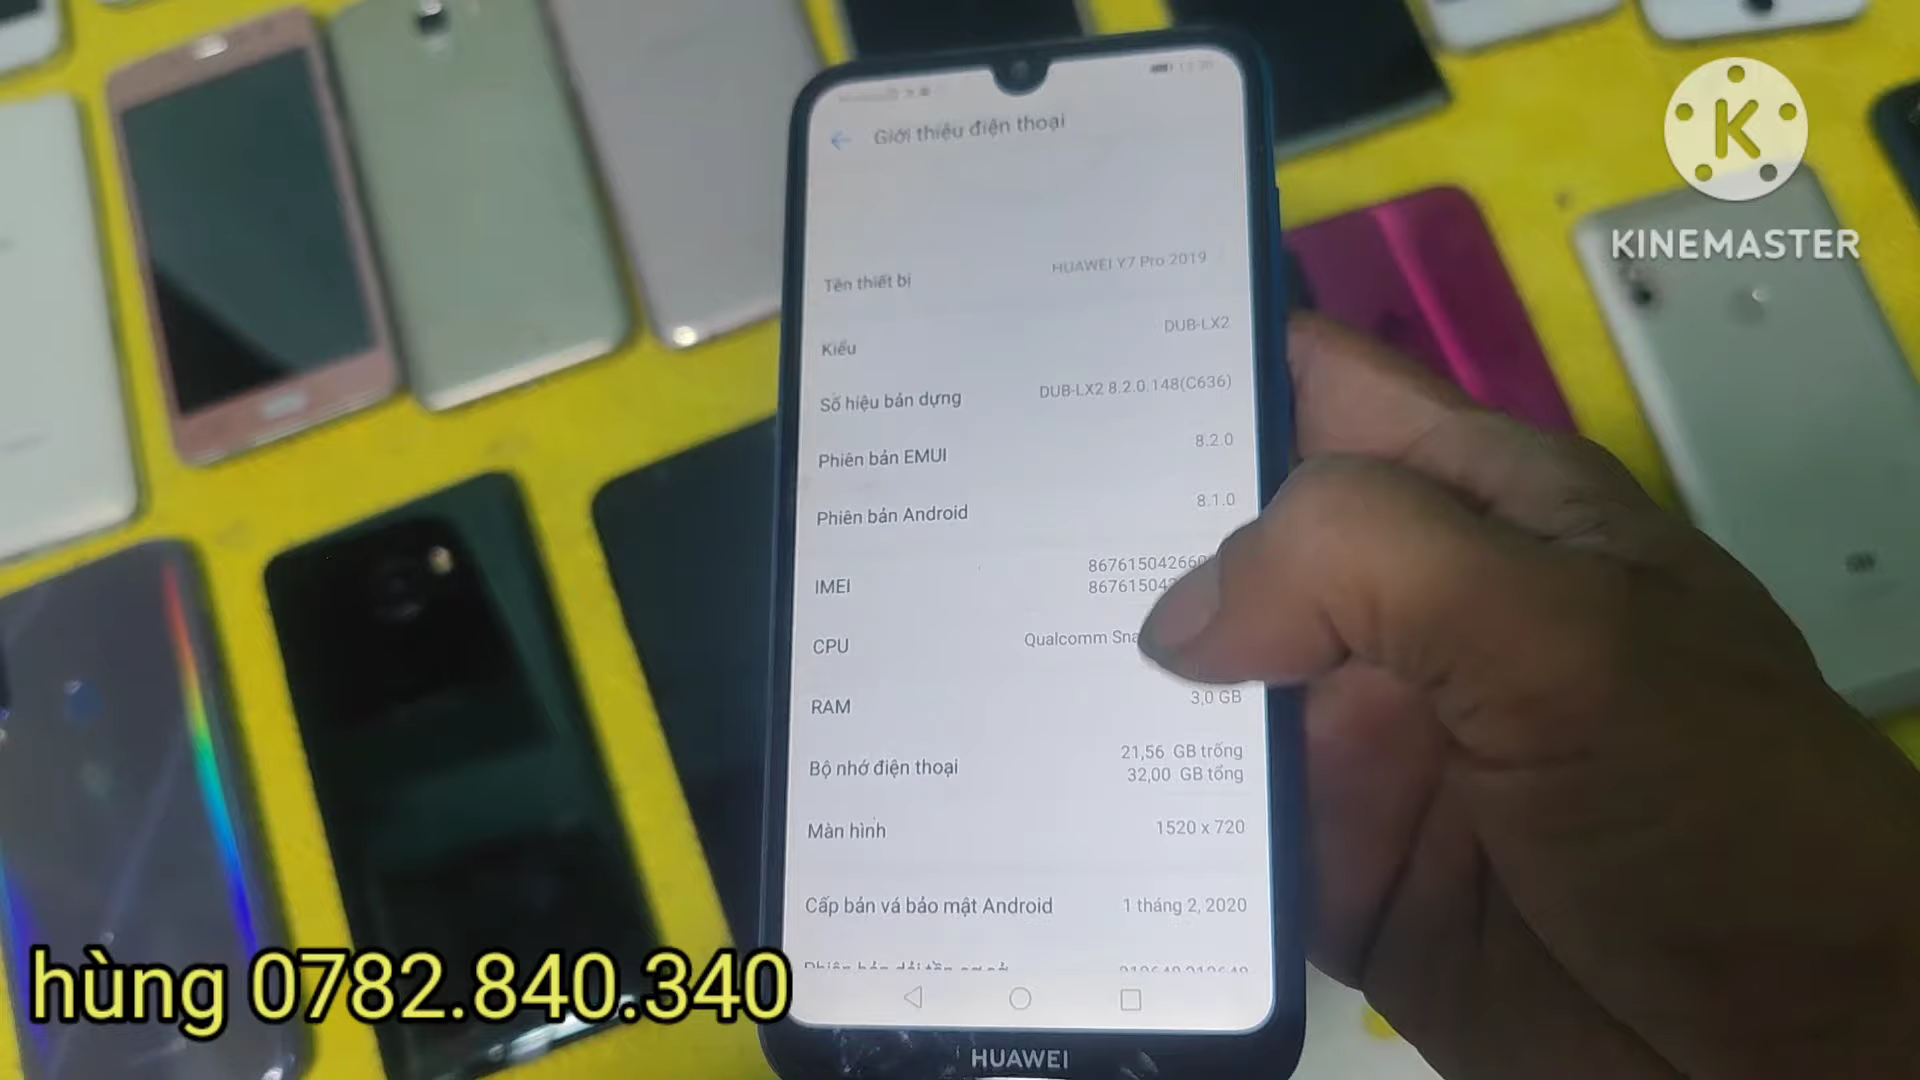 Giới thiệu điện thoại
Tên thiết bị HUAWEI Y7 Pro 2019
Kiểu DUB-LX2
Số hiệu bản dựng DUB-LX2 8.2.0.148(C636)
Phiên bản EMUI 8.2.0
Phiên bản Android 8.1.0
IMEI
CPU Qualcomm
RAM 3,0 GB
Bộ nhớ điện thoại 21,56 GB trống
32,00 GB tổng
Màn hình 1520 x 720
Cấp bản vá bảo mật Android 1 tháng 2, 2020
HUAWEI
K
KINEMASTER
hùng 0782.840.340